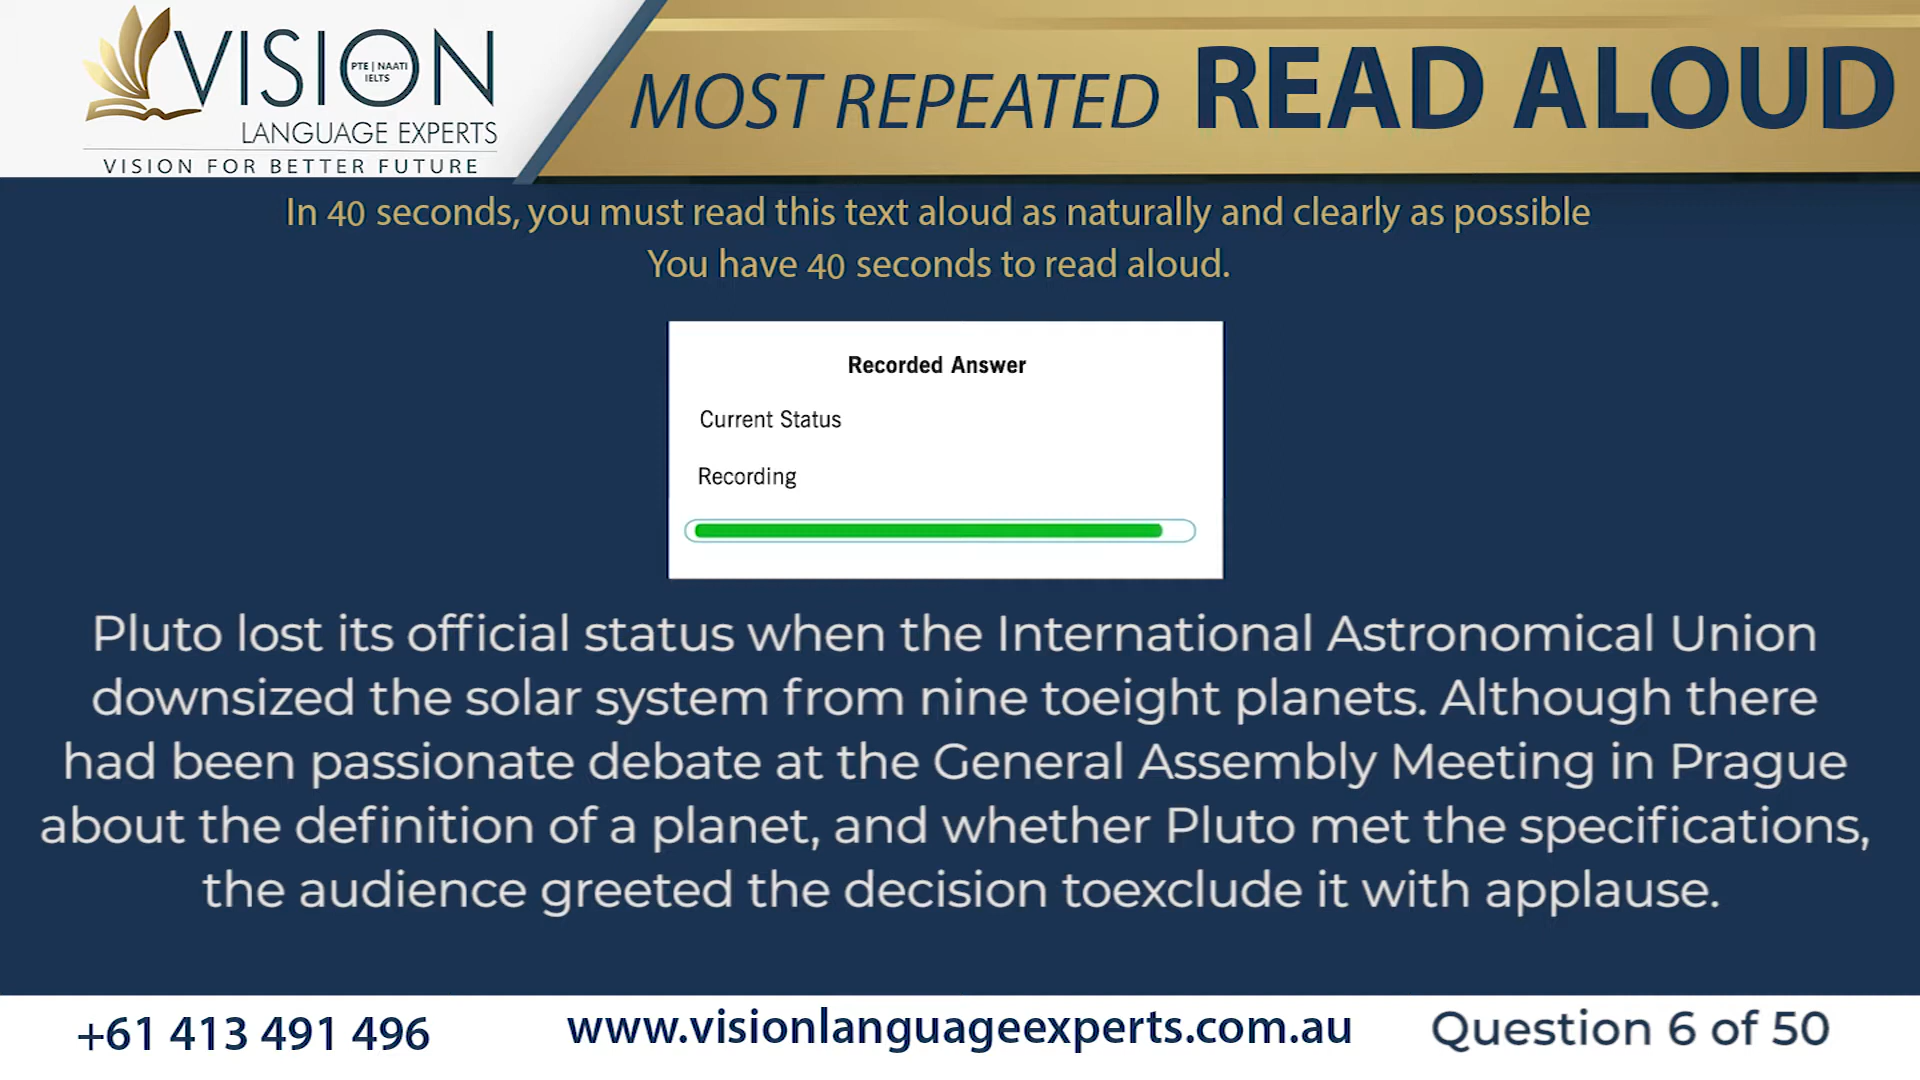 VISION
PTE | NAATI
IELTS
LANGUAGE EXPERTS
VISION FOR BETTER FUTURE
MOST REPEATED READ ALOUD
In 40 seconds, you must read this text aloud as naturally and clearly as possible
You have 40 seconds to read aloud.
Recorded Answer
Current Status
Recording
Pluto lost its official status when the International Astronomical Union
downsized the solar system from nine toeight planets. Although there
had been passionate debate at the General Assembly Meeting in Prague
about the definition of a planet, and whether Pluto met the specifications,
the audience greeted the decision toexclude it with applause.
+61 413 491 496
www.visionlanguageexperts.com.au
Question 6 of 50